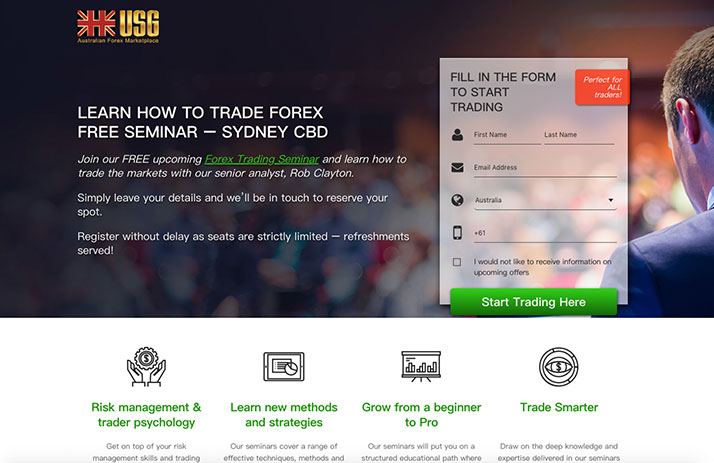 USG
Australian Forex Marketplace
LEARN HOW TO TRADE FOREX
FREE SEMINAR – SYDNEY CBD
Join our FREE upcoming Forex Trading Seminar and learn how to
trade the markets with our senior analyst, Rob Clayton.
Simply leave your details and we'll be in touch to reserve your
spot.
Register without delay as seats are strictly limited – refreshments
served!
FILL IN THE FORM
TO START
TRADING
Perfect for
ALL
traders!
First Name
Last Name
Email Address
Australia
+61
I would not like to receive information on
upcoming offers
Start Trading Here
Risk management &
trader psychology
Get on top of your risk
management skills and trading
Learn new methods
and strategies
Our seminars cover a range of
effective techniques, methods and
Grow from a beginner
to Pro
Our seminars will put you on a
structured educational path where
Trade Smarter
Draw on the deep knowledge and
expertise delivered in our seminars